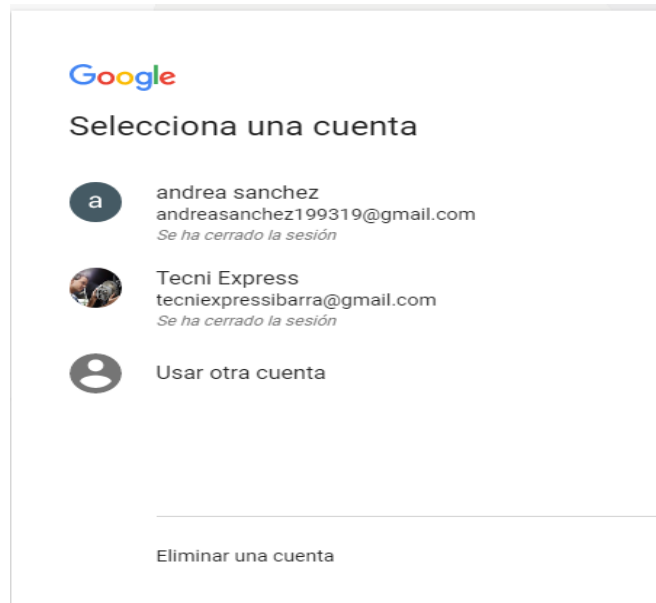 Google
Selecciona una cuenta
a
andrea sanchez
andreasanchez199319@gmail.com
Se ha cerrado la sesión
Tecni Express
tecniexpressibarra@gmail.com
Se ha cerrado la sesión
Usar otra cuenta
Eliminar una cuenta